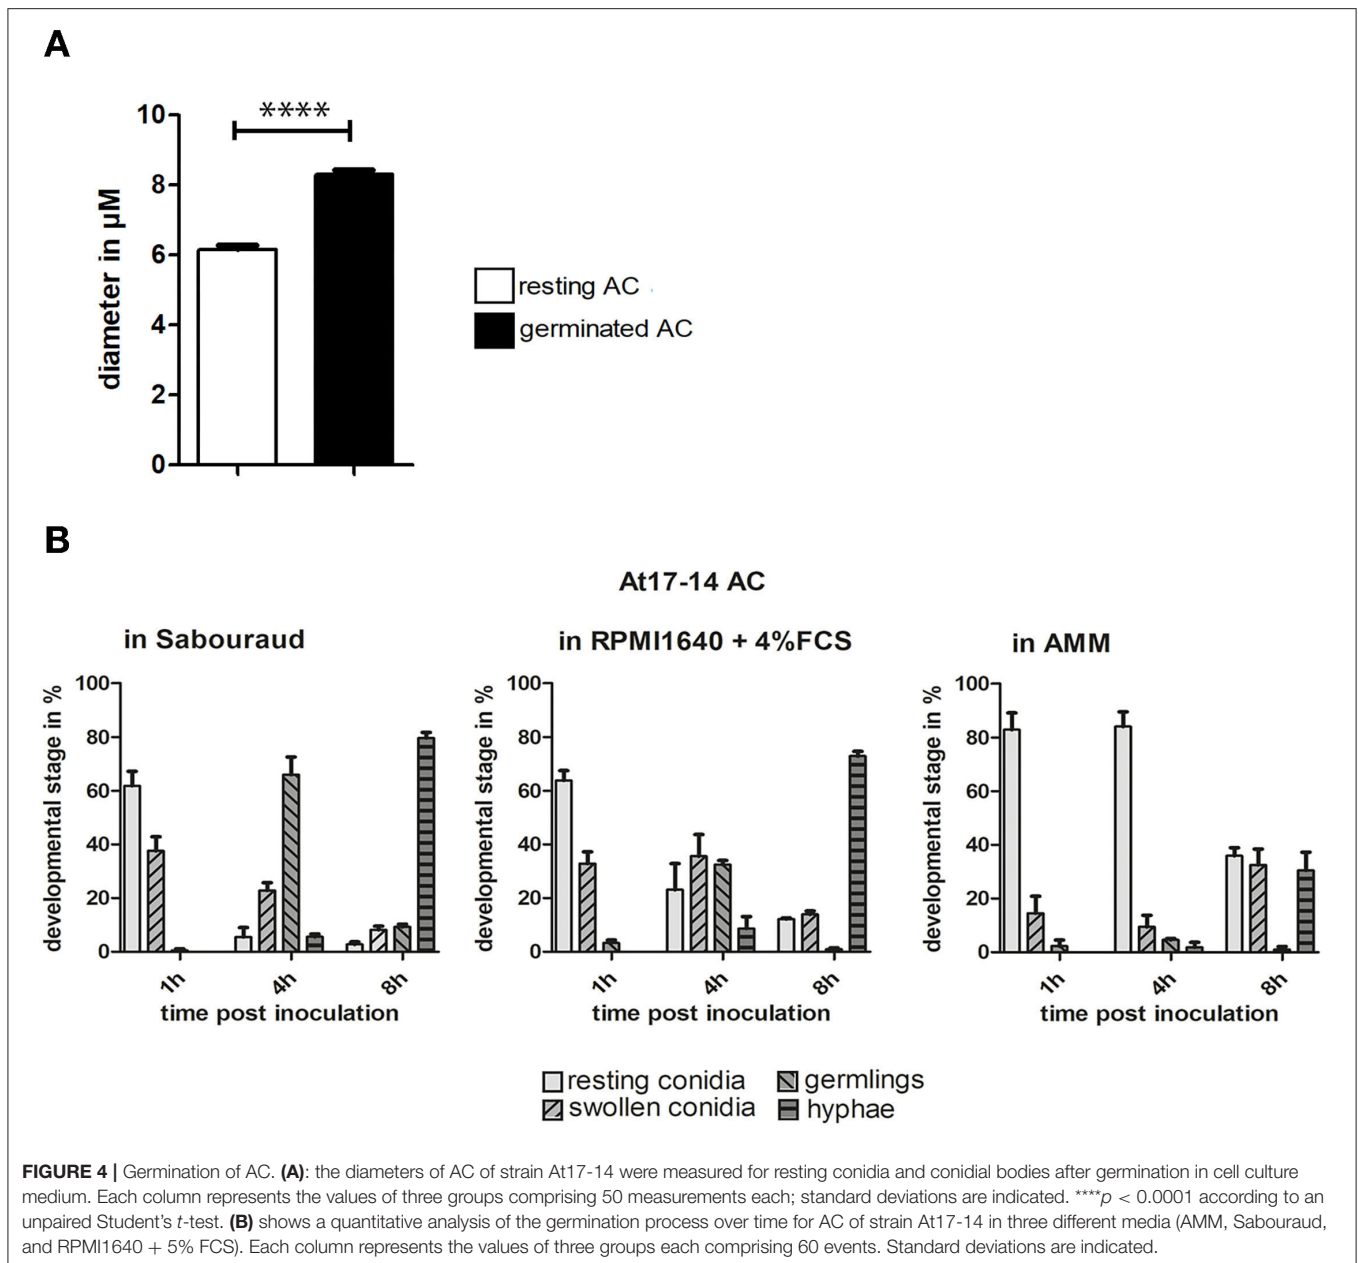 A
****
10
8
6
4
2
0
diameter in µM
resting AC
germinated AC
B
At17-14 AC
in Sabouraud
in RPMI1640 + 4%FCS
in AMM
developmental stage in %
100
80
60
40
20
0
1h
4h
8h
time post inoculation
developmental stage in %
100
80
60
40
20
0
1h
4h
8h
time post inoculation
developmental stage in %
100
80
60
40
20
0
1h
4h
8h
time post inoculation
resting conidia
swollen conidia
germlings
hyphae
FIGURE 4 | Germination of AC. (A): the diameters of AC of strain At17-14 were measured for resting conidia and conidial bodies after germination in cell culture
medium. Each column represents the values of three groups comprising 50 measurements each; standard deviations are indicated. ****p < 0.0001 according to an
unpaired Student's t-test. (B) shows a quantitative analysis of the germination process over time for AC of strain At17-14 in three different media (AMM, Sabouraud,
and RPMI1640 + 5% FCS). Each column represents the values of three groups each comprising 60 events. Standard deviations are indicated.